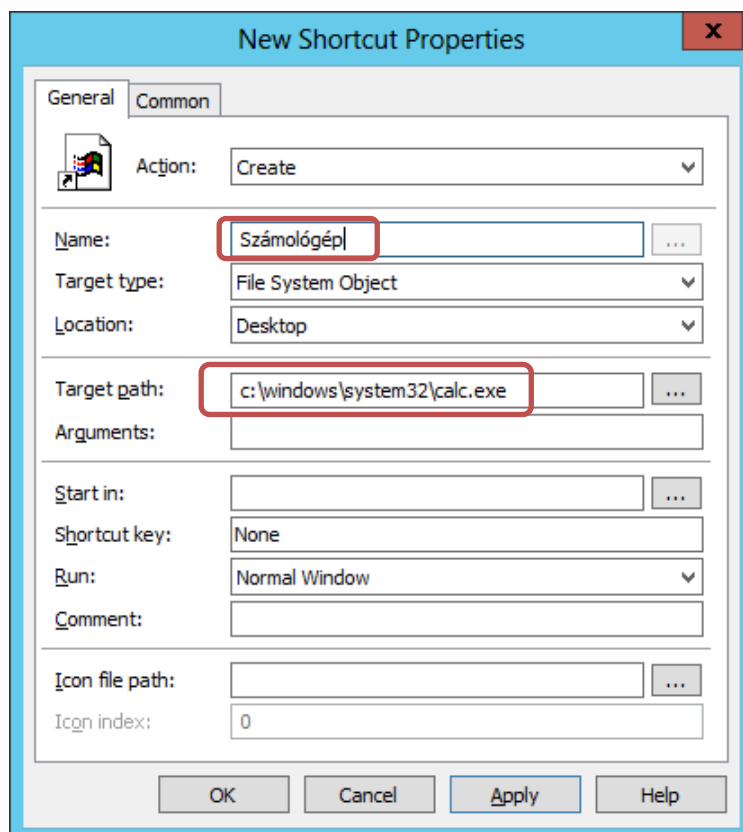 New Shortcut Properties
x
General Common
Action: Create
Name: Számológép ...
Target type: File System Object
Location: Desktop
Target path: c:\windows\system32\calc.exe ...
Arguments:
Start in: ...
Shortcut key: None
Run: Normal Window
Comment:
Icon file path: ...
Icon index: 0
OK Cancel Apply Help